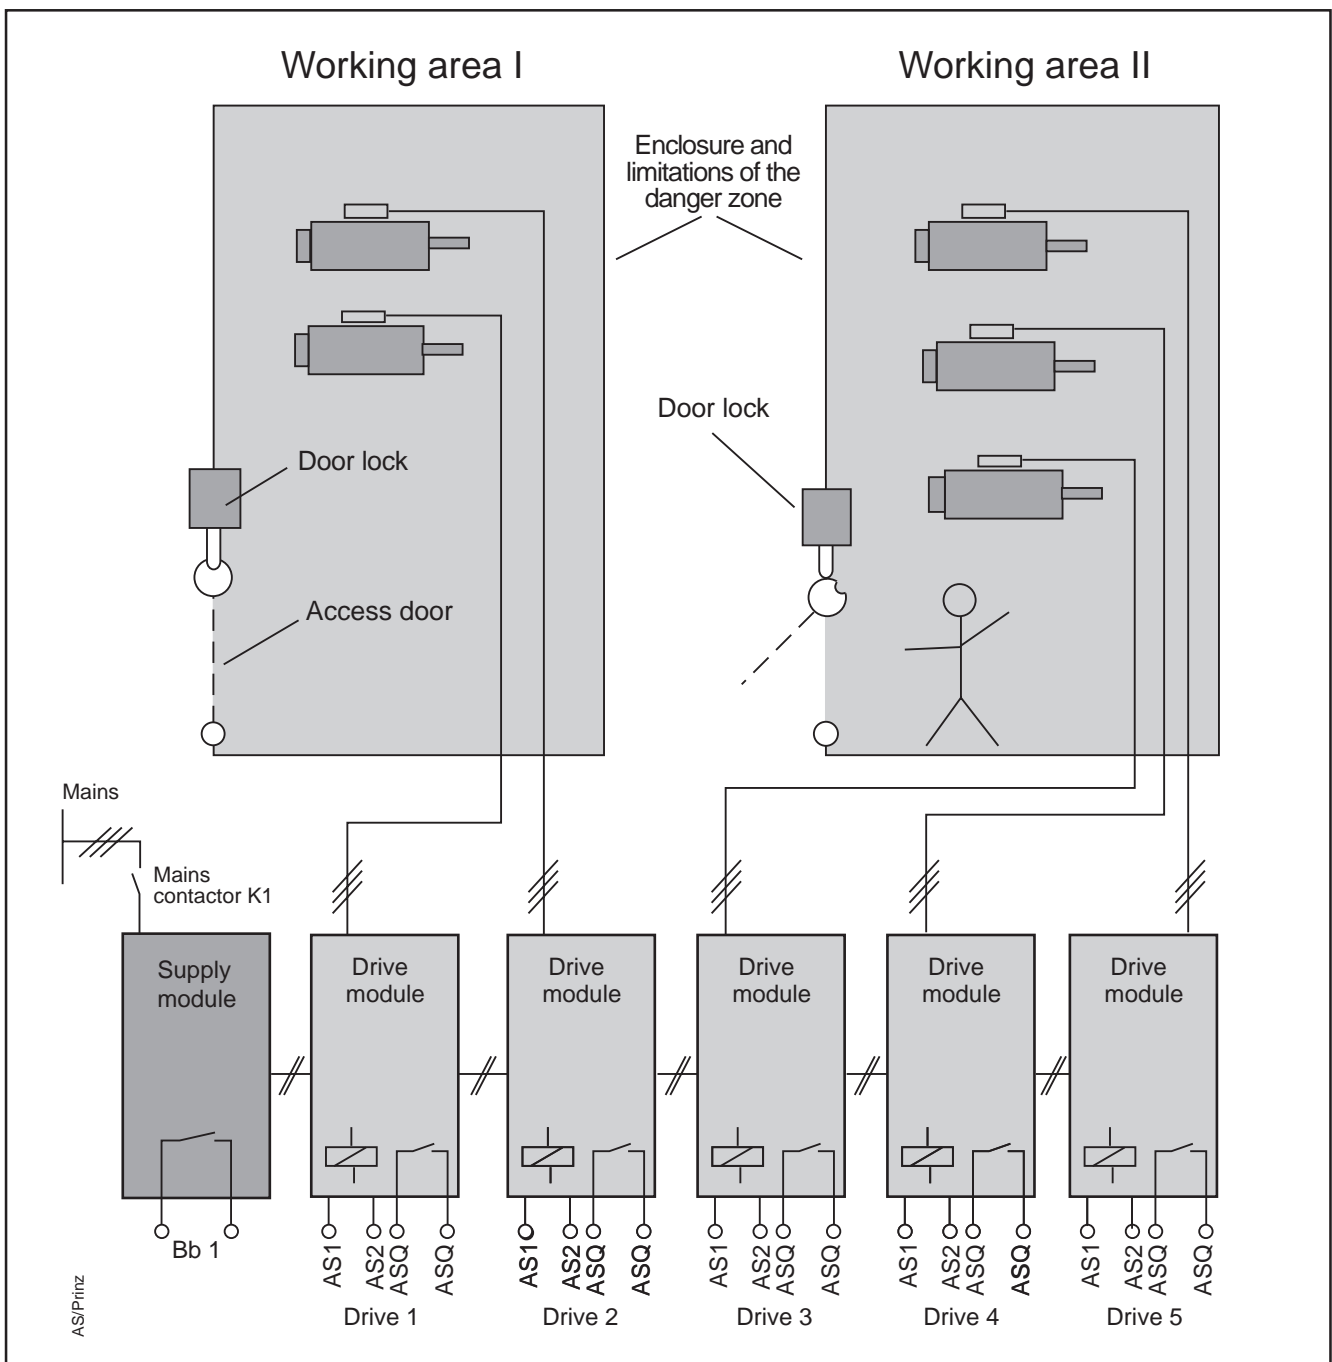 Working area I
Working area II
Enclosure and
limitations of the
danger zone
Door lock
Door lock
Access door
Mains
Mains
contactor K1
Supply
module
Drive
module
Drive
module
Drive
module
Drive
module
Drive
module
Bb 1
AS1
AS2
ASQ
ASQ
AS1
AS2
ASQ
ASQ
AS1
AS2
ASQ
ASQ
AS1
AS2
ASQ
ASQ
AS1
AS2
ASQ
ASQ
Drive 1
Drive 2
Drive 3
Drive 4
Drive 5
AS/Prinz